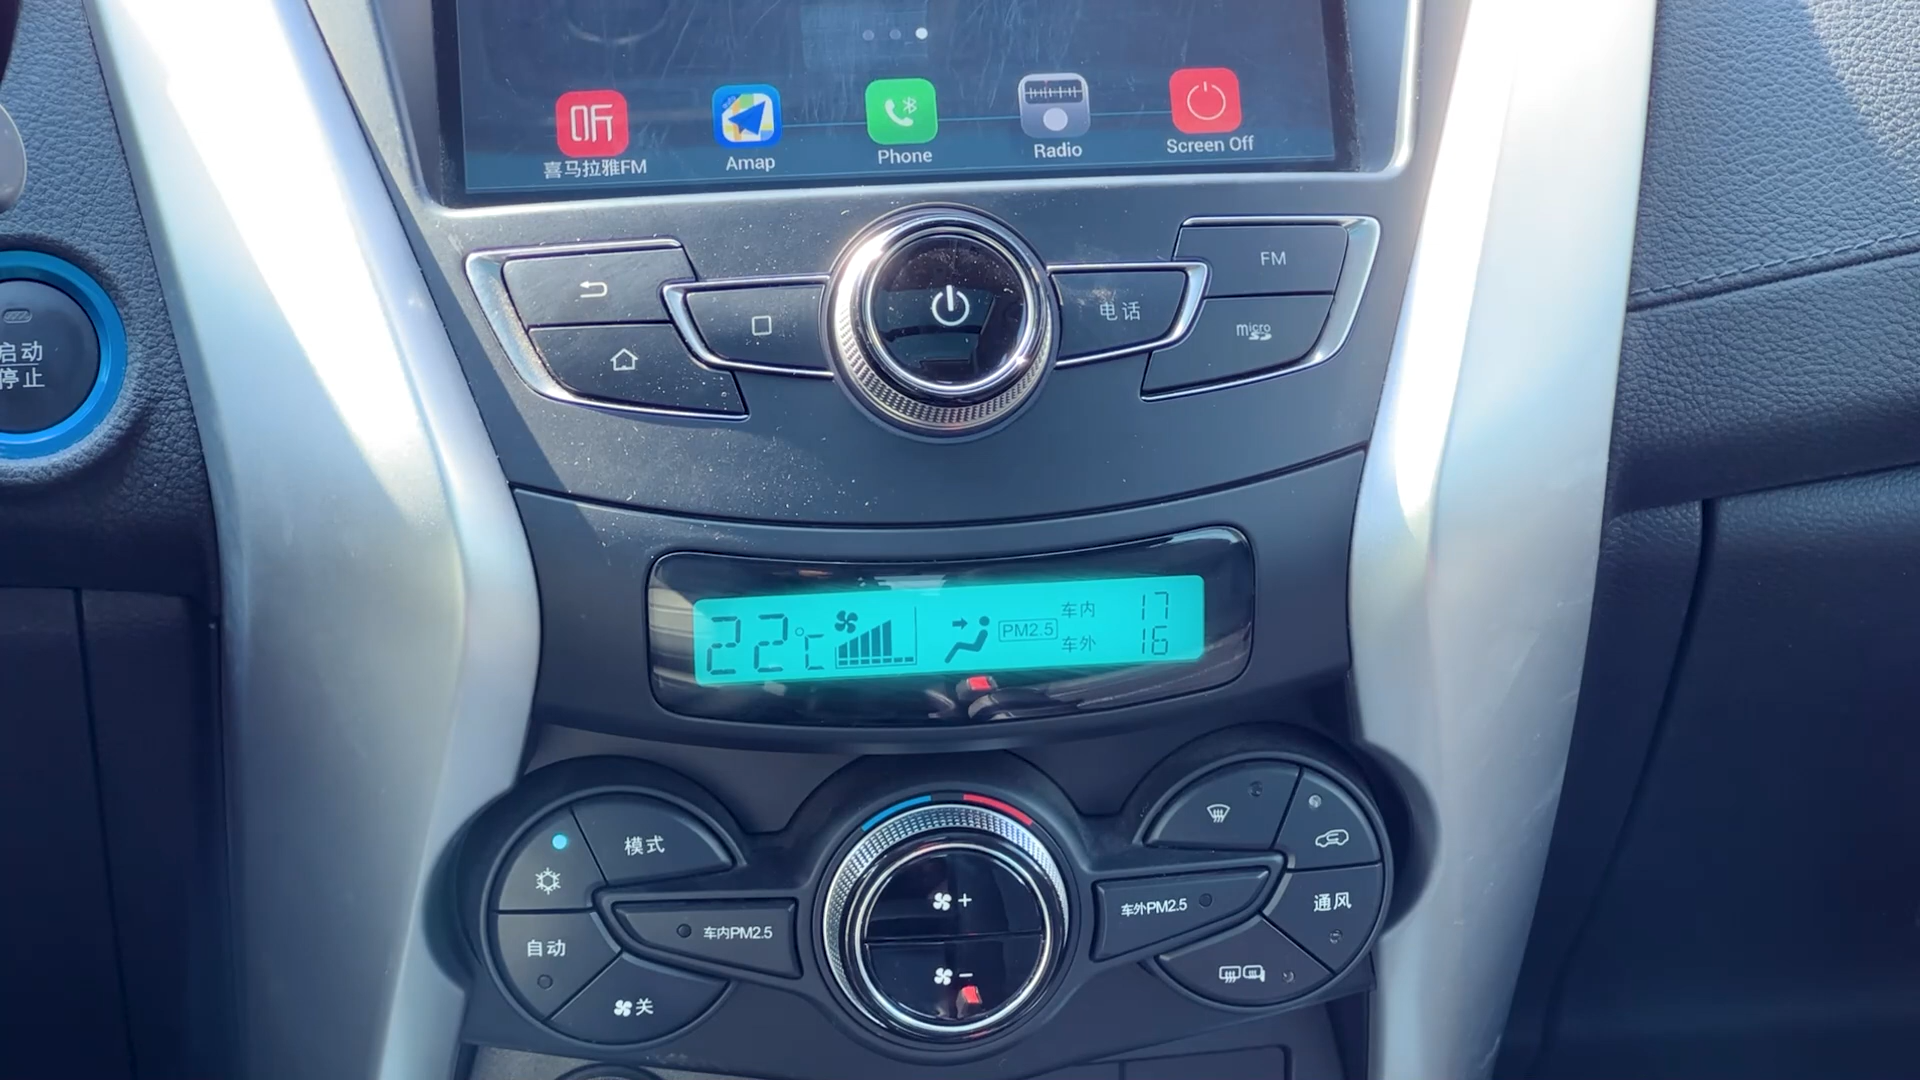 听
喜马拉雅FM
Amap
Phone
Radio
Screen Off
启动
停止
FM
电话
micro
22℃
PM2.5
车内 17
车外 16
模式
自动
关
车内PM2.5
+
−
车外PM2.5
通风